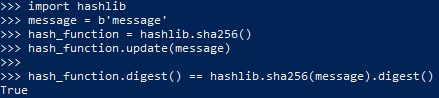 >>> import hashlib
>>> message = b'message'
>>> hash_function = hashlib.sha256()
>>> hash_function.update(message)
>>>
>>> hash_function.digest() == hashlib.sha256(message).digest()
True